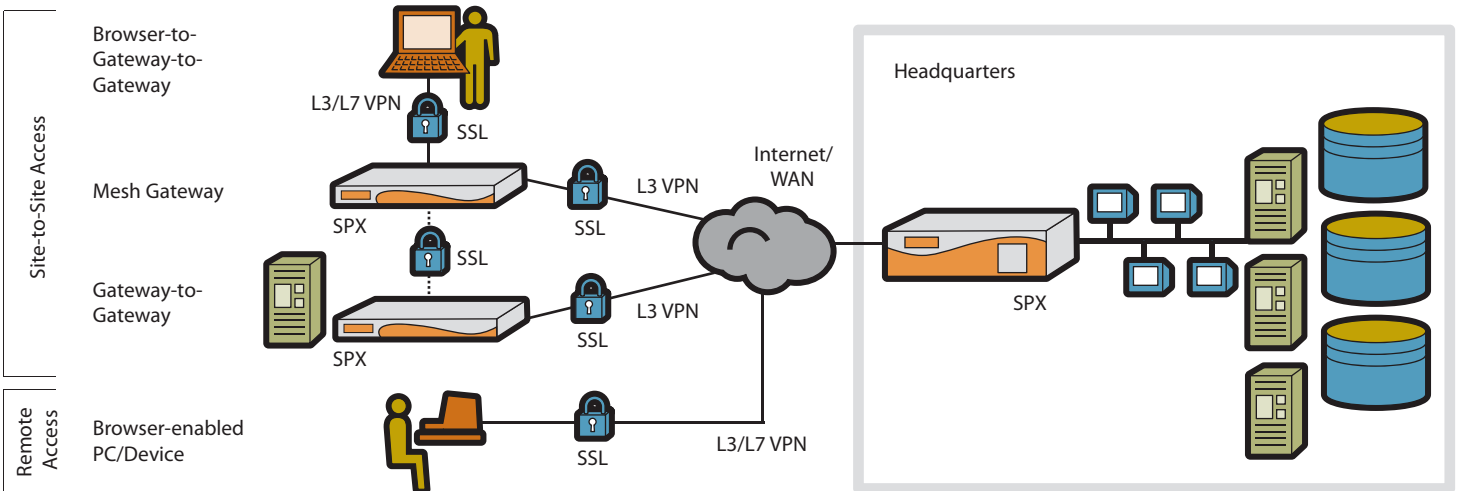 Site-to-Site Access
Browser-to-
Gateway-to-
Gateway
L3/L7 VPN
SSL
Mesh Gateway
SPX
SSL
L3 VPN
SSL
Gateway-to-
Gateway
SPX
L3 VPN
SSL
Internet/
WAN
Headquarters
SPX
Remote
Access
Browser-enabled
PC/Device
SSL
L3/L7 VPN